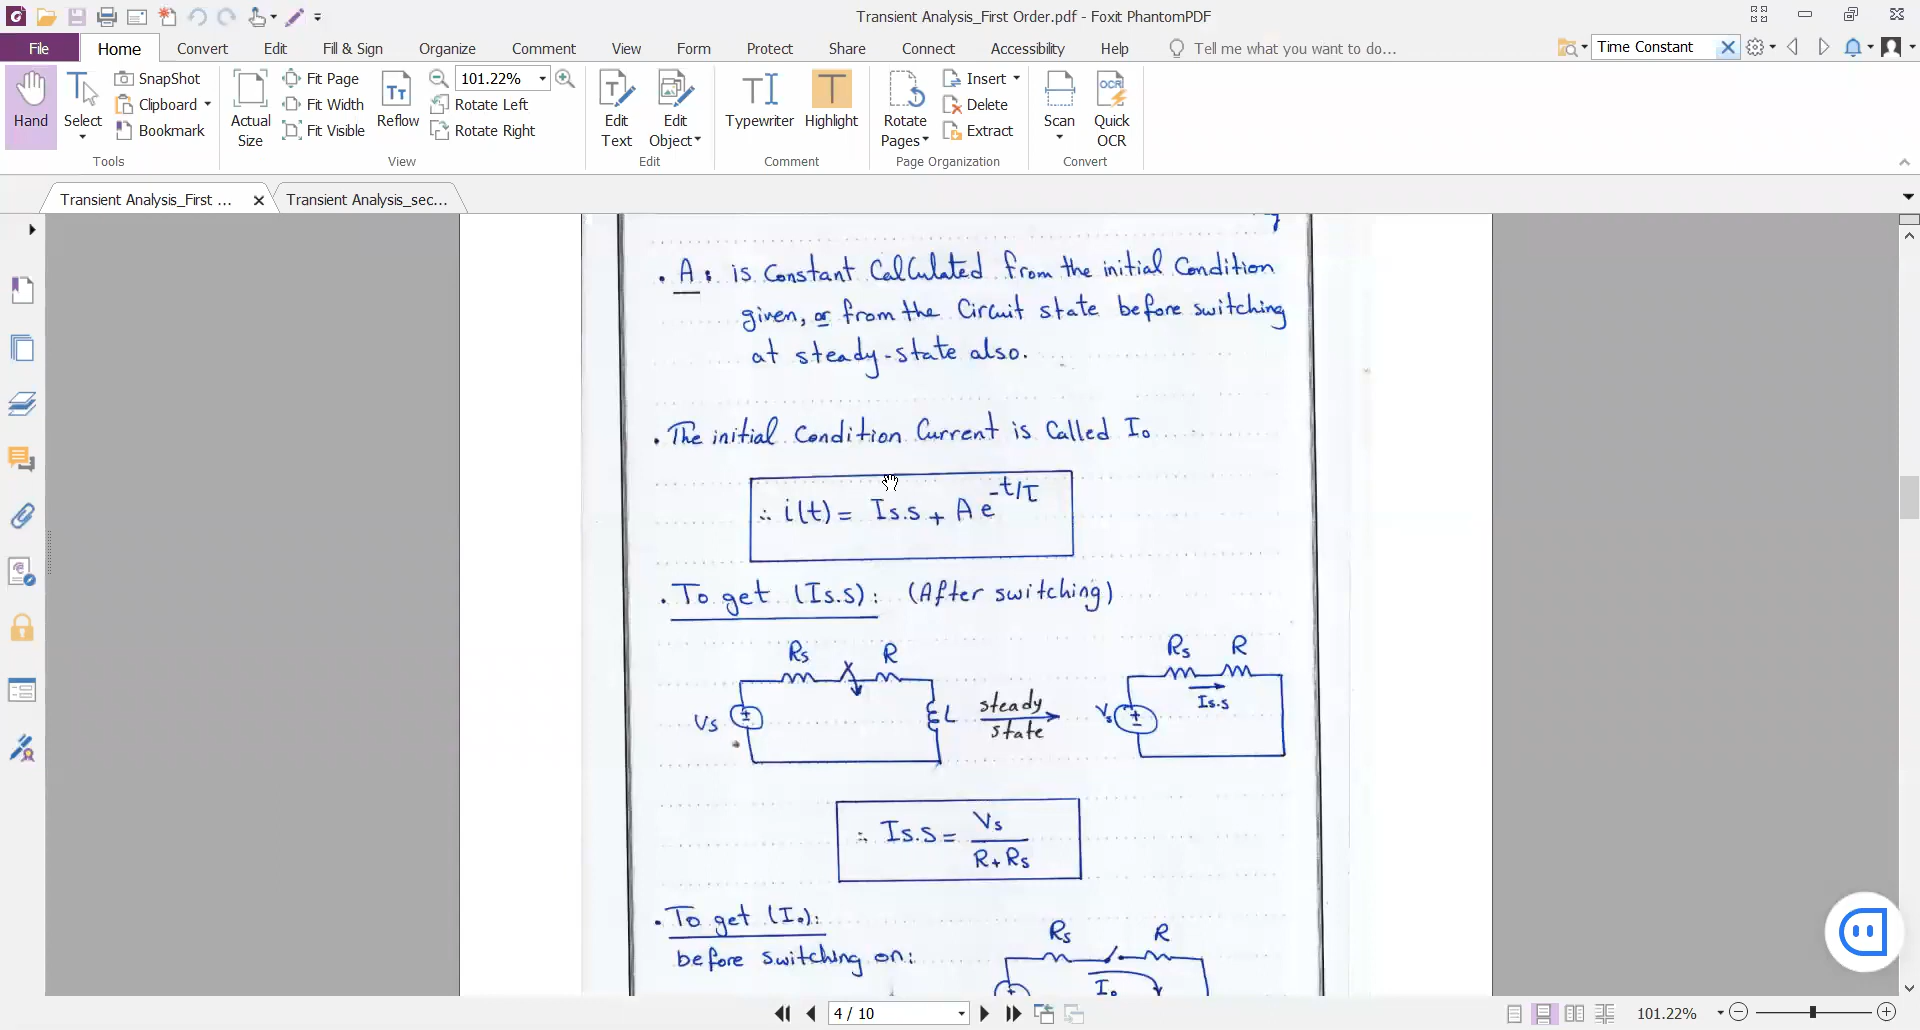 Transient Analysis_First Order.pdf - Foxit PhantomPDF
File Home Convert Edit Fill & Sign Organize Comment View Form Protect Share Connect Accessibility Help Tell me what you want to do... Time Constant
Hand
Select
SnapShot
Clipboard
Bookmark
Tools
Actual
Size
Fit Page
Fit Width
Fit Visible
Reflow
101.22%
Rotate Left
Rotate Right
View
Edit
Text
Edit
Object
Edit
Typewriter
Highlight
Comment
Rotate
Pages
Insert
Delete
Extract
Page Organization
Scan
OCR
Quick
OCR
Convert
Transient Analysis_First ... Transient Analysis_sec...
7
. A : is Constant Calculated from the initial Condition
given, or from the Circuit state before switching
at steady-state also.
. The initial Condition Current is Called I₀
∴ i(t) = Is.s + A e^-t/τ
. To get (Is.s): (After switching)
Rs R
Vs
L
steady
state
Rs R
Is.s
Vs
∴ Is.s = Vs / R + Rs
. To get (I₀):
before switching on:
Rs R
I₀
4 / 10
101.22%